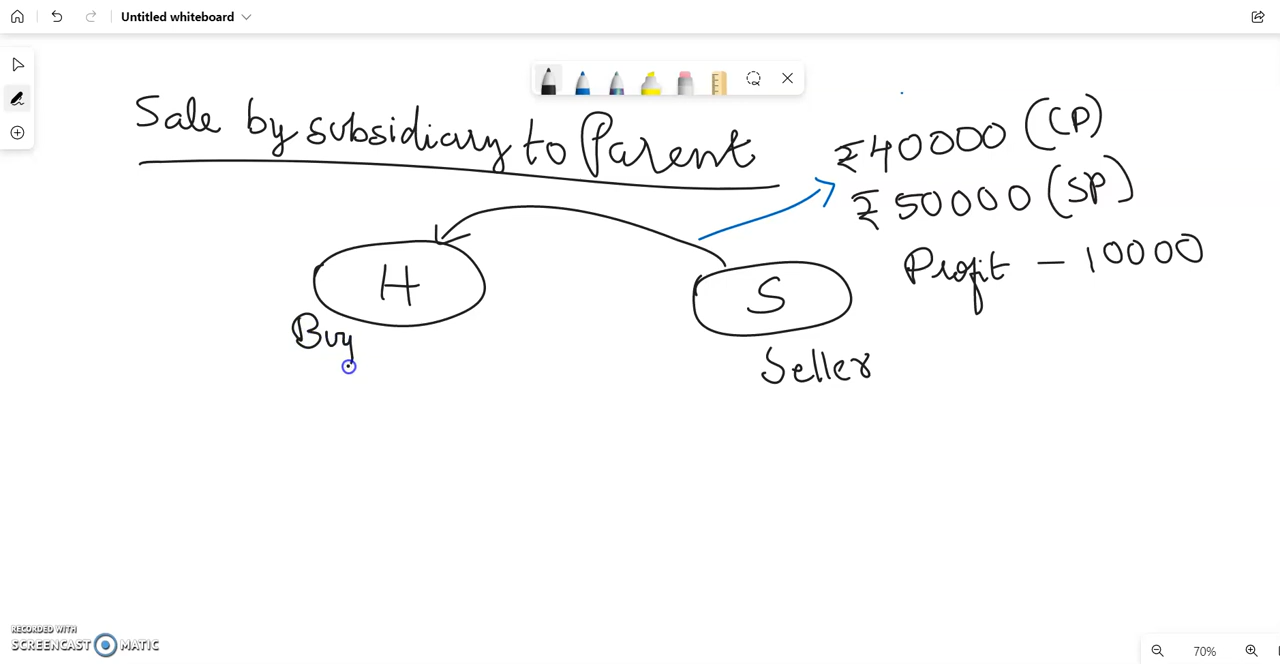 Untitled whiteboard
Sale by subsidiary to Parent
₹40000 (CP)
₹50000 (SP)
Profit - 10000
H
S
Buy
Seller
RECORDED WITH
SCREENCAST MATIC
70%